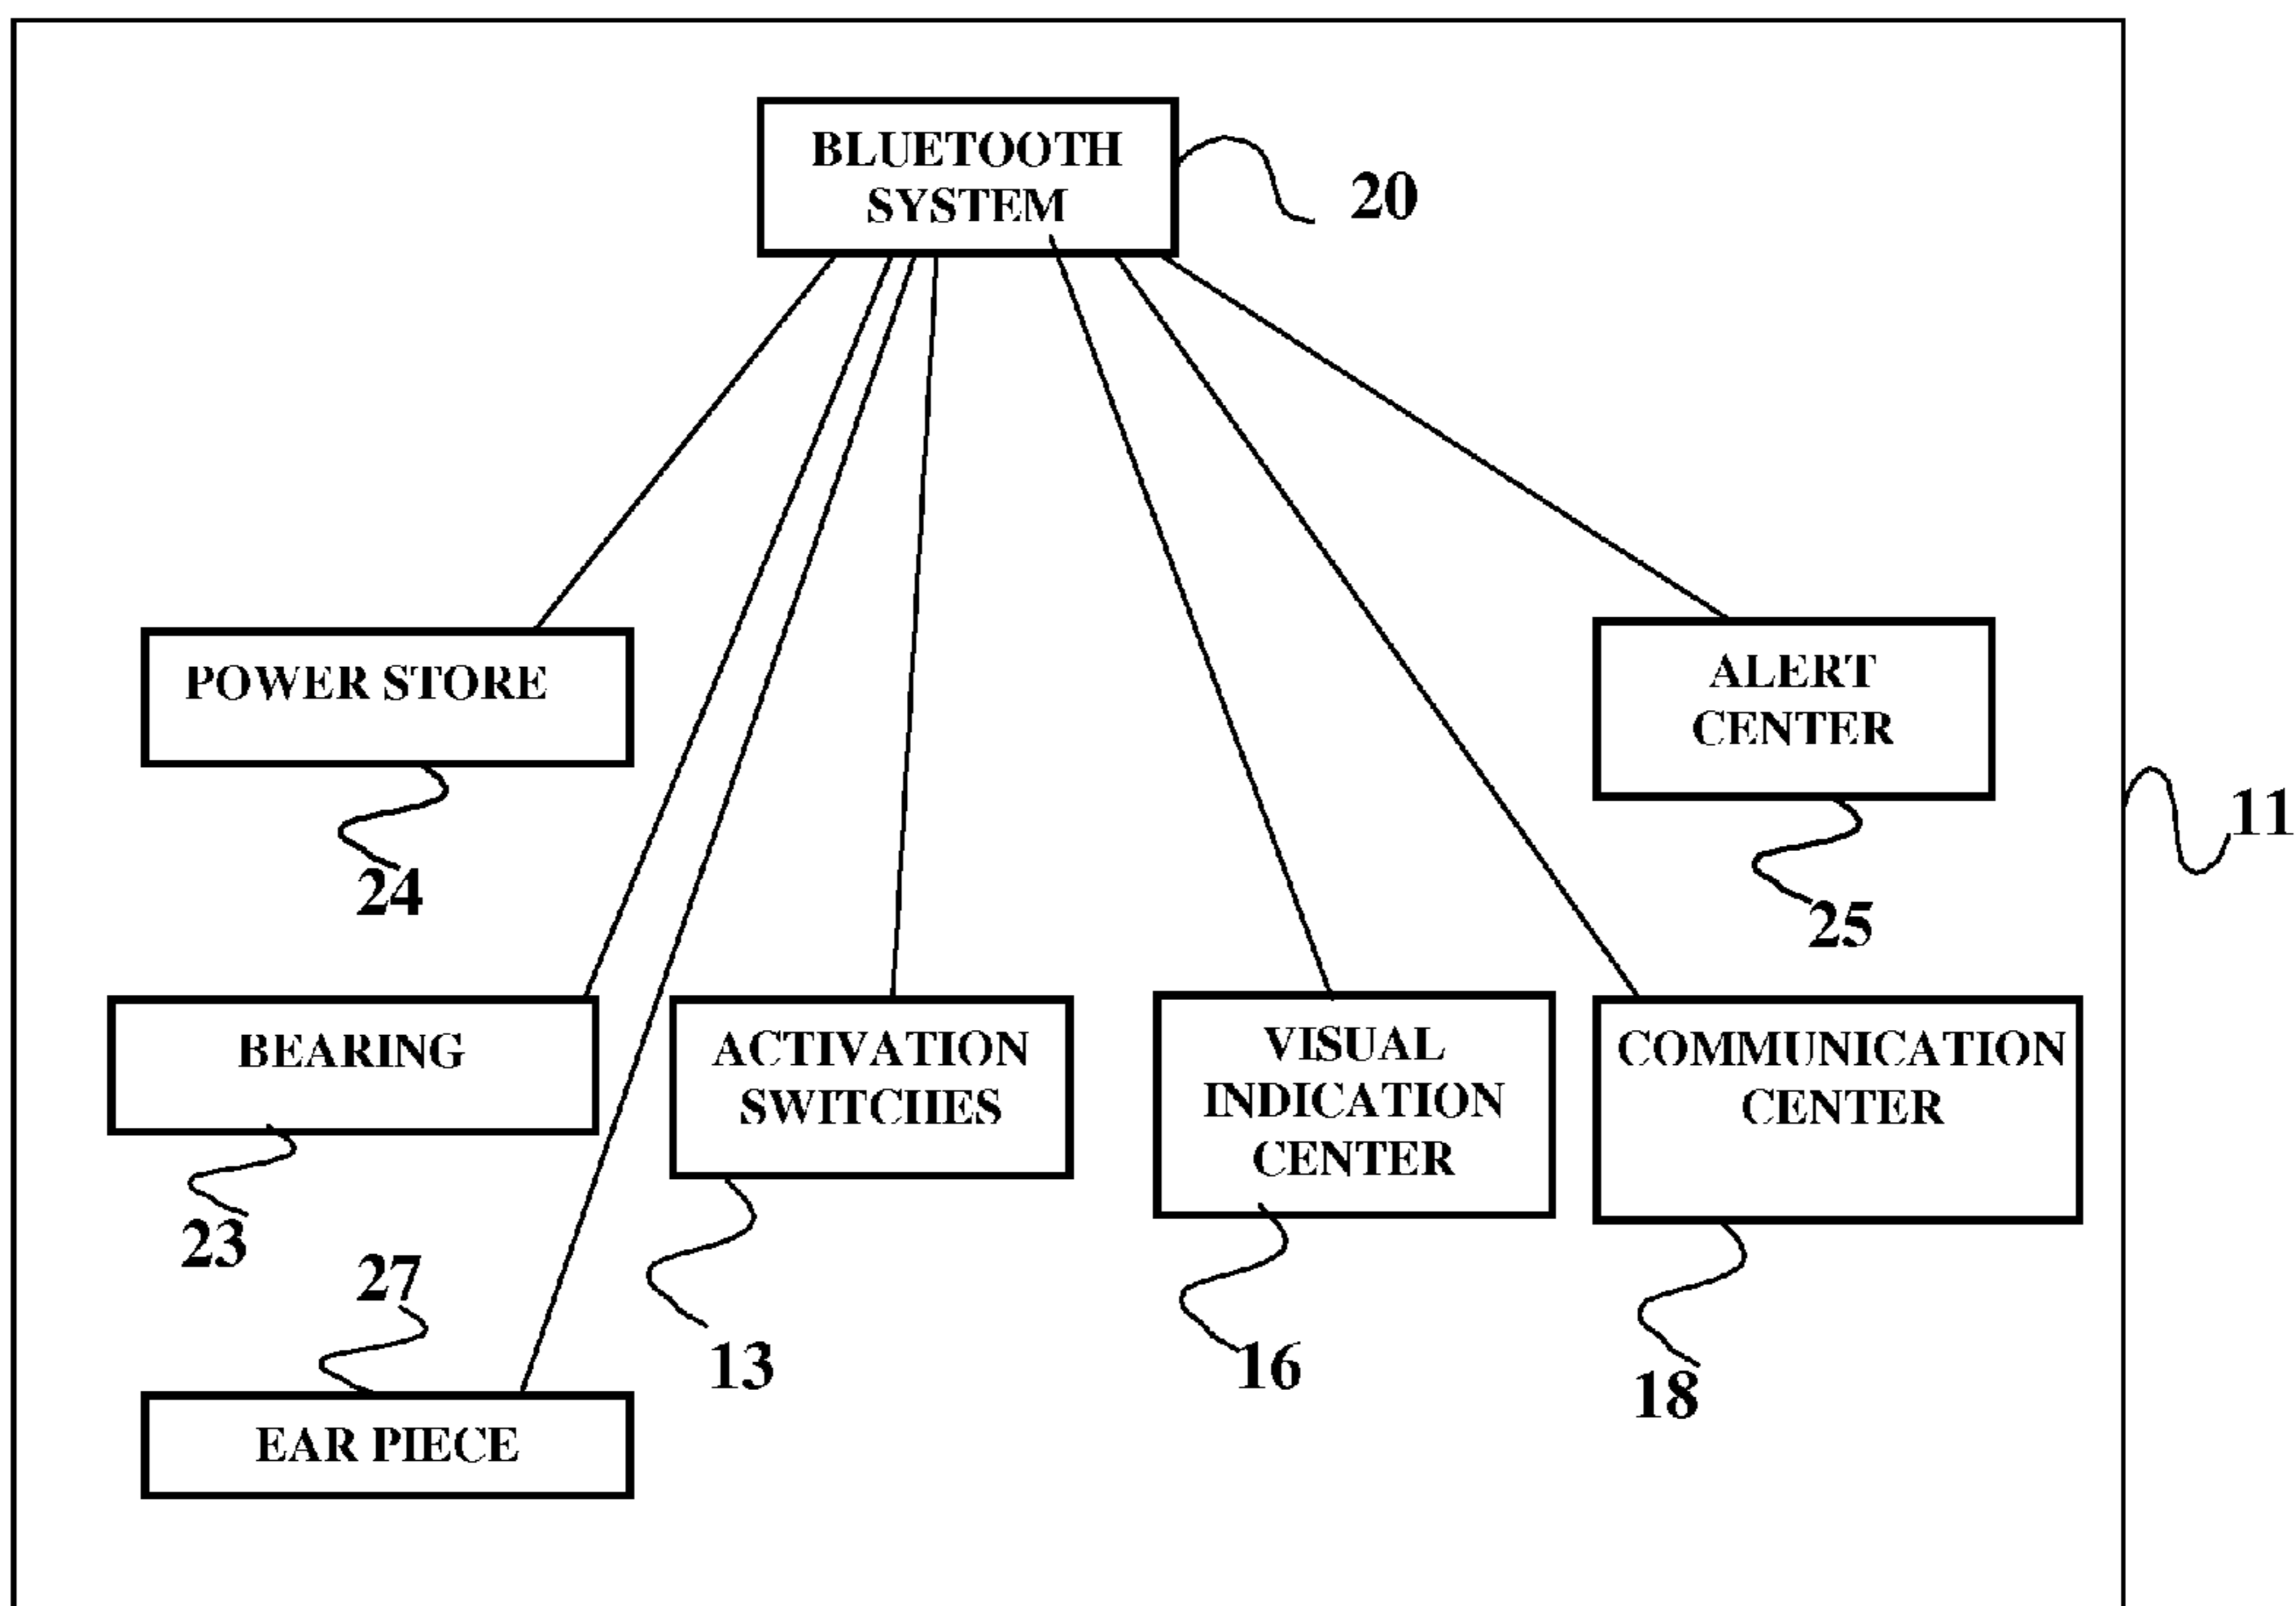 BLUETOOTH
SYSTEM
20
POWER STORE
24
ALERT
CENTER
25
11
BEARING
23
ACTIVATION
SWITCHES
13
VISUAL
INDICATION
CENTER
16
COMMUNICATION
CENTER
18
27
EAR PIECE